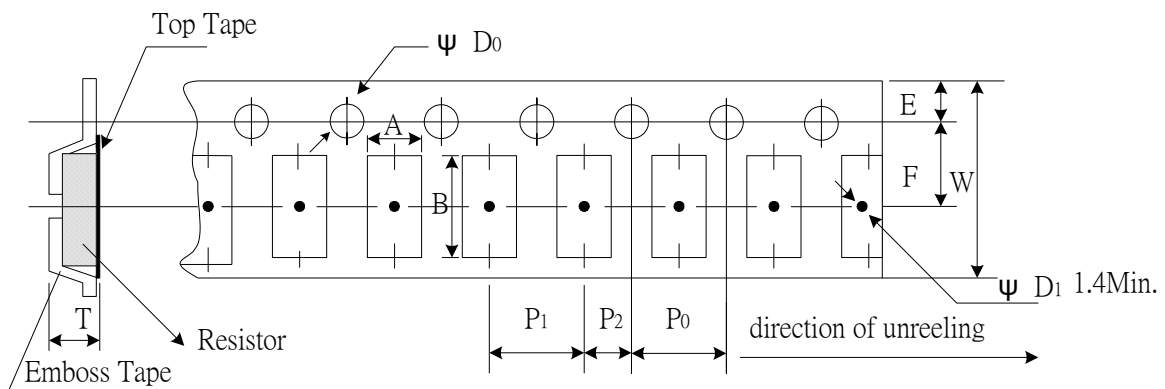 Top Tape
Ψ D0
E
A
F
W
B
Ψ D1 1.4Min.
T
P1
P2
P0
direction of unreeling
Resistor
Emboss Tape